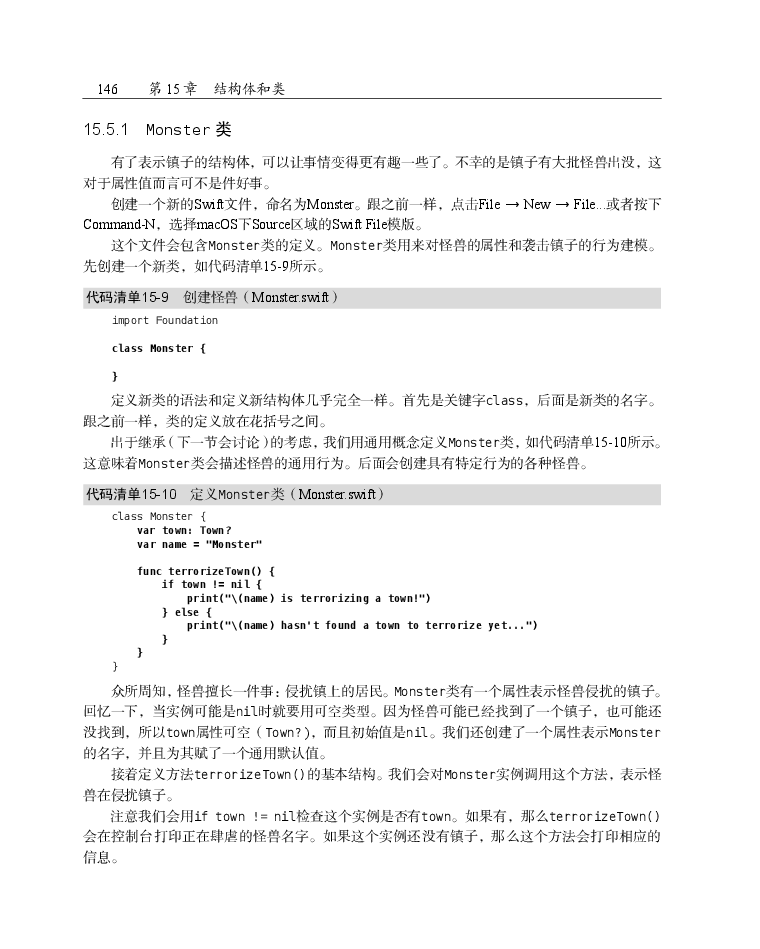 146 第 15 章 结构体和类
15.5.1 Monster 类
有了表示镇子的结构体，可以让事情变得更有趣一些了。不幸的是镇子有大批怪兽出没，这
对于属性值而言可不是件好事。
创建一个新的Swift文件，命名为Monster。跟之前一样，点击File → New → File...或者按下
Command-N，选择macOS下Source区域的Swift File模版。
这个文件会包含Monster类的定义。Monster类用来对怪兽的属性和袭击镇子的行为建模。
先创建一个新类，如代码清单15-9所示。
代码清单15-9 创建怪兽（Monster.swift）
import Foundation
class Monster {
}
定义新类的语法和定义新结构体几乎完全一样。首先是关键字class，后面是新类的名字。
跟之前一样，类的定义放在花括号之间。
出于继承（下一节会讨论）的考虑，我们用通用概念定义Monster类，如代码清单15-10所示。
这意味着Monster类会描述怪兽的通用行为。后面会创建具有特定行为的各种怪兽。
代码清单15-10 定义Monster类（Monster.swift）
class Monster {
var town: Town?
var name = "Monster"
func terrorizeTown() {
if town != nil {
print("\(name) is terrorizing a town!")
} else {
print("\(name) hasn't found a town to terrorize yet...")
}
}
}
众所周知，怪兽擅长一件事：侵扰镇上的居民。Monster类有一个属性表示怪兽侵扰的镇子。
回忆一下，当实例可能是nil时就要用可空类型。因为怪兽可能已经找到了一个镇子，也可能还
没找到，所以town属性可空（Town?），而且初始值是nil。我们还创建了一个属性表示Monster
的名字，并且为其赋了一个通用默认值。
接着定义方法terrorizeTown()的基本结构。我们会对Monster实例调用这个方法，表示怪
兽在侵扰镇子。
注意我们会用if town != nil检查这个实例是否有town。如果有，那么terrorizeTown()
会在控制台打印正在肆虐的怪兽名字。如果这个实例还没有镇子，那么这个方法会打印相应的
信息。